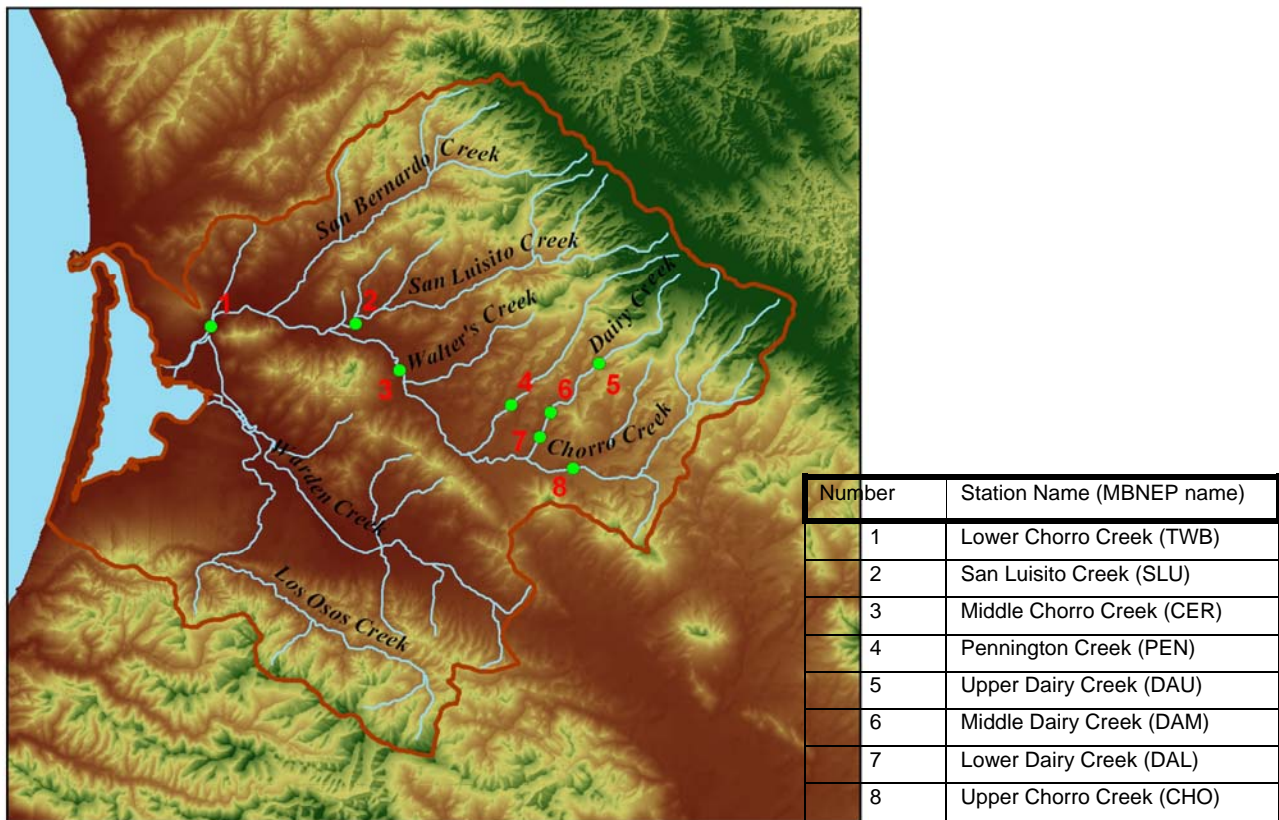 San Bernardo Creek
San Luisito Creek
Walter's Creek
Dairy Creek
Chorro Creek
Warden Creek
Los Osos Creek
1
2
3
4
5
6
7
8
Number Station Name (MBNEP name)
1 Lower Chorro Creek (TWB)
2 San Luisito Creek (SLU)
3 Middle Chorro Creek (CER)
4 Pennington Creek (PEN)
5 Upper Dairy Creek (DAU)
6 Middle Dairy Creek (DAM)
7 Lower Dairy Creek (DAL)
8 Upper Chorro Creek (CHO)